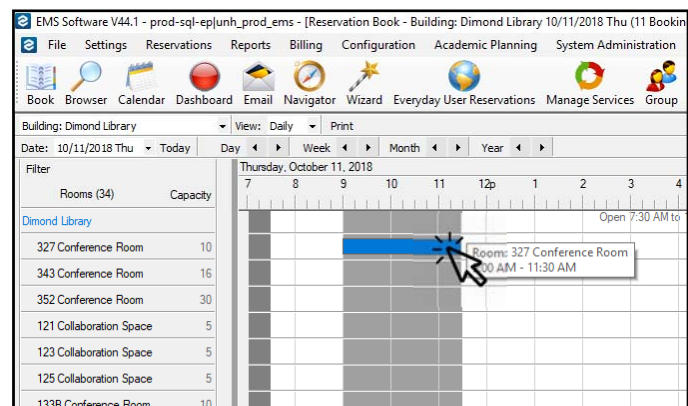 EMS Software V44.1 - prod-sql-ep|unh_prod_ems - [Reservation Book - Building: Dimond Library 10/11/2018 Thu (11 Bookin
File Settings Reservations Reports Billing Configuration Academic Planning System Administration
Book Browser Calendar Dashboard Email Navigator Wizard Everyday User Reservations Manage Services Group
Building: Dimond Library View: Daily Print
Date: 10/11/2018 Thu Today Day Week Month Year
Filter Thursday, October 11, 2018
Rooms (34) Capacity 7 8 9 10 11 12p 1 2 3 4
Dimond Library Open 7:30 AM to
327 Conference Room 10
Room: 327 Conference Room
:00 AM - 11:30 AM
343 Conference Room 16
352 Conference Room 30
121 Collaboration Space 5
123 Collaboration Space 5
125 Collaboration Space 5
133B Conference Room 10